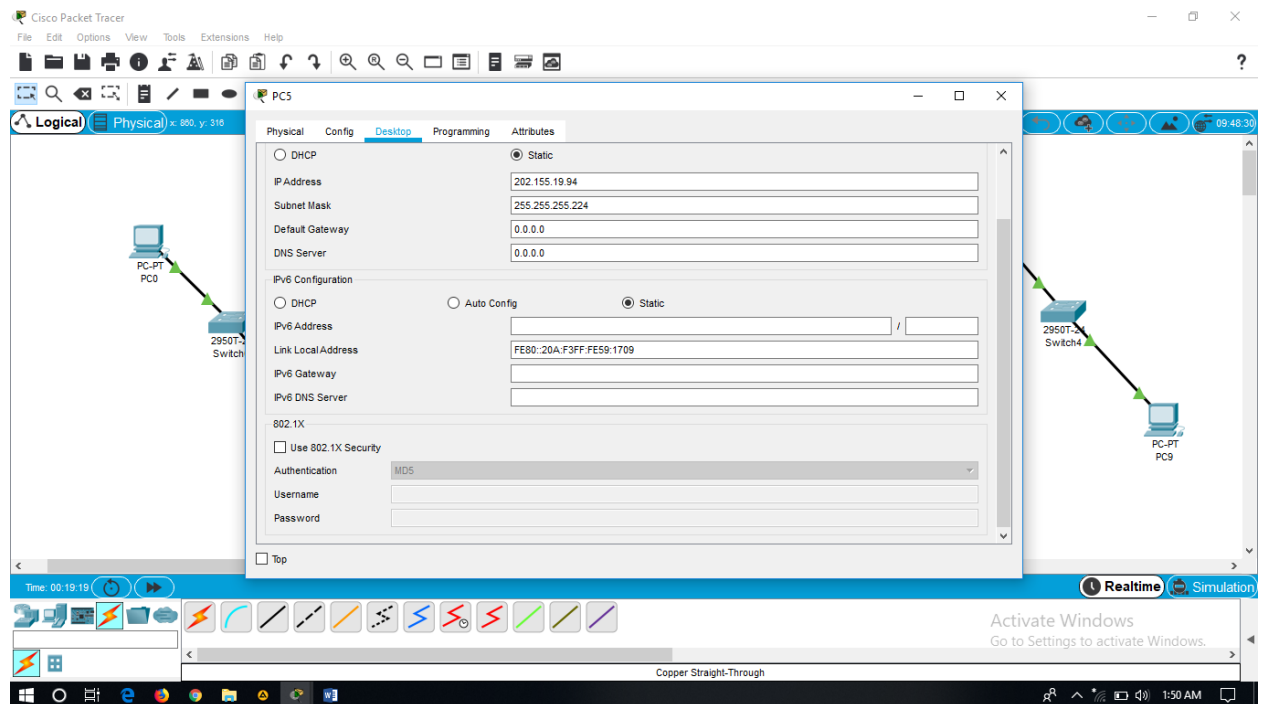 Cisco Packet Tracer
File Edit Options View Tools Extensions Help
?
Logical Physical x: 860, y: 316
09:48:30
PC5
Physical Config Desktop Programming Attributes
DHCP Static
IP Address 202.155.19.94
Subnet Mask 255.255.255.224
Default Gateway 0.0.0.0
DNS Server 0.0.0.0
IPv6 Configuration
DHCP Auto Config Static
IPv6 Address /
Link Local Address FE80::20A:F3FF:FE59:1709
IPv6 Gateway
IPv6 DNS Server
802.1X
Use 802.1X Security
Authentication MD5
Username
Password
Top
PC-PT
PC0
2950T-2
Switch
2950T-24
Switch4
PC-PT
PC9
Time: 00:19:19
Realtime Simulation
Activate Windows
Go to Settings to activate Windows.
Copper Straight-Through
1:50 AM